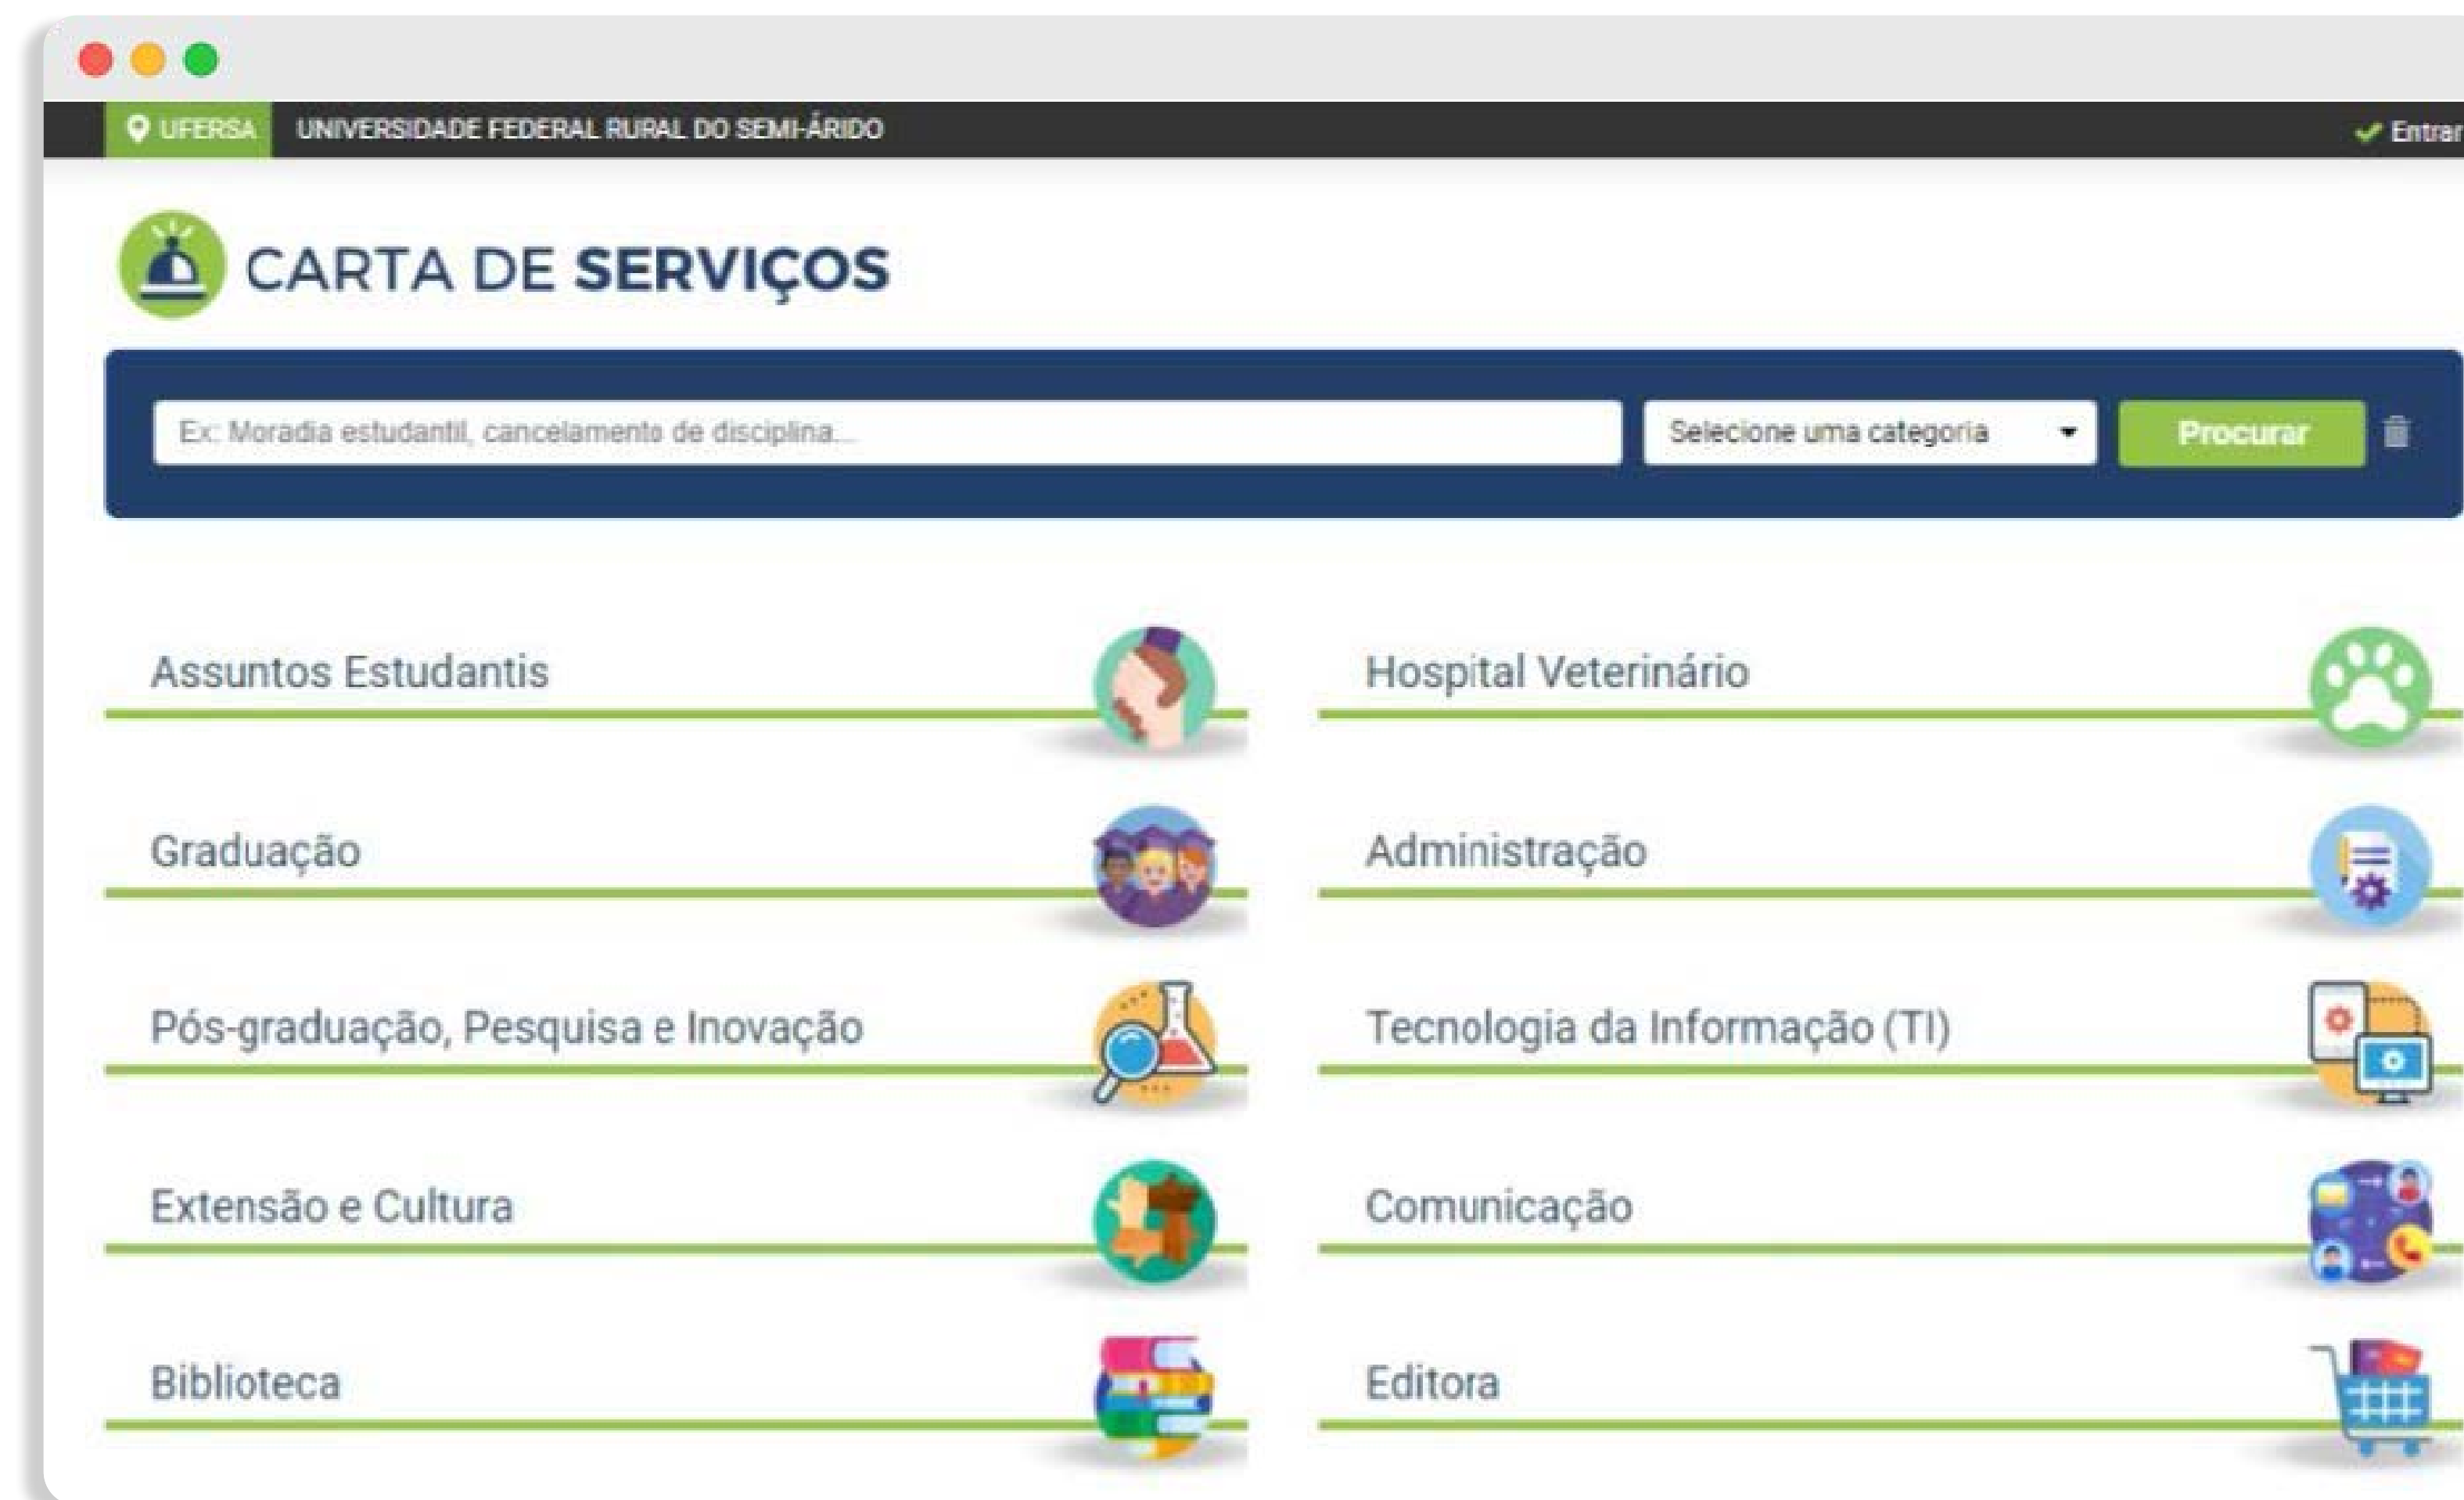 UFERSA UNIVERSIDADE FEDERAL RURAL DO SEMI-ÁRIDO Entrar
CARTA DE SERVIÇOS
Ex: Moradia estudantil, cancelamento de disciplina... Selecione uma categoria Procurar
Assuntos Estudantis
Hospital Veterinário
Graduação
Administração
Pós-graduação, Pesquisa e Inovação
Tecnologia da Informação (TI)
Extensão e Cultura
Comunicação
Biblioteca
Editora